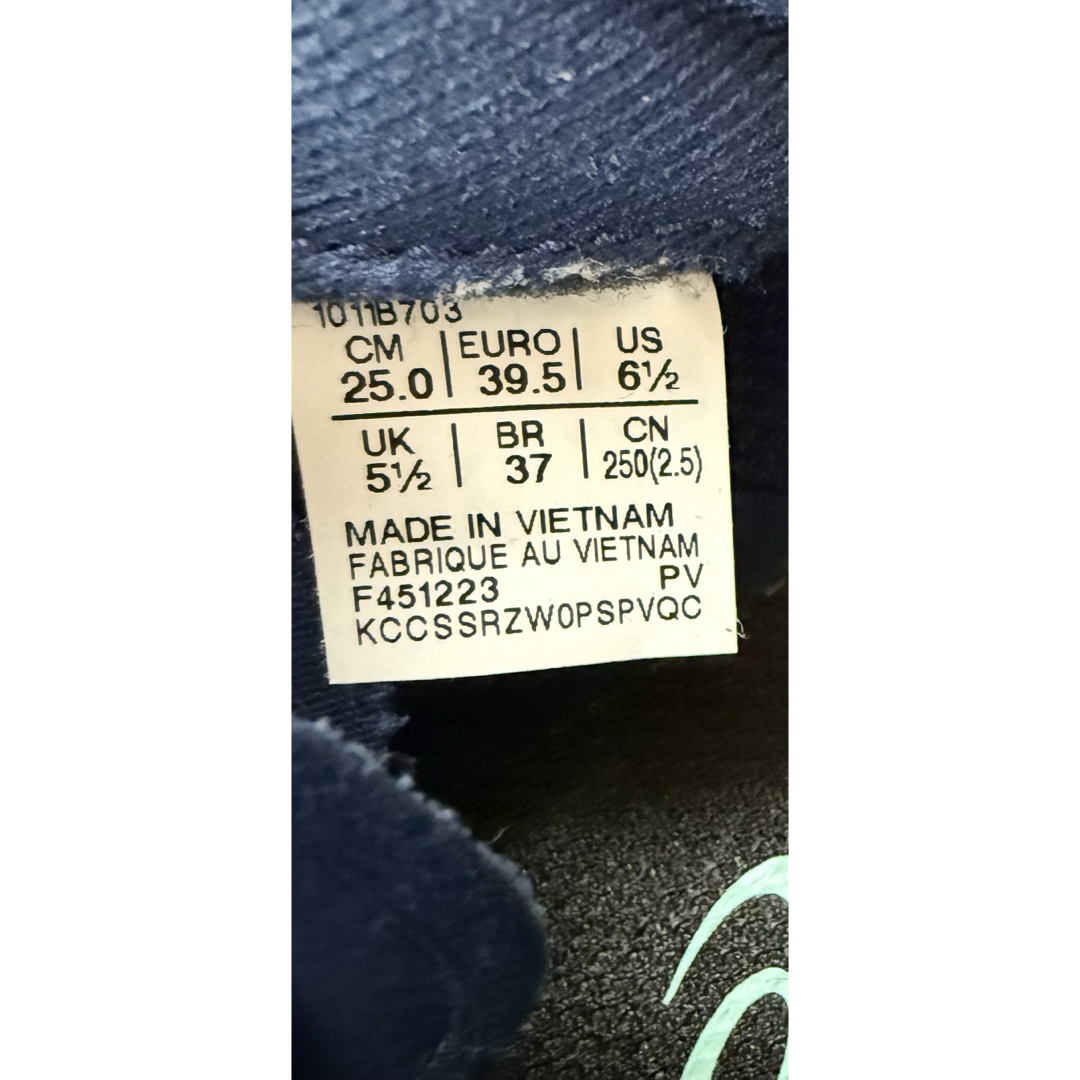 1011B703
CM EURO US
25.0 39.5 6½
UK BR CN
5½ 37 250(2.5)
MADE IN VIETNAM
FABRIQUE AU VIETNAM
F451223 PV
KCCSSRZW0PSPVQC